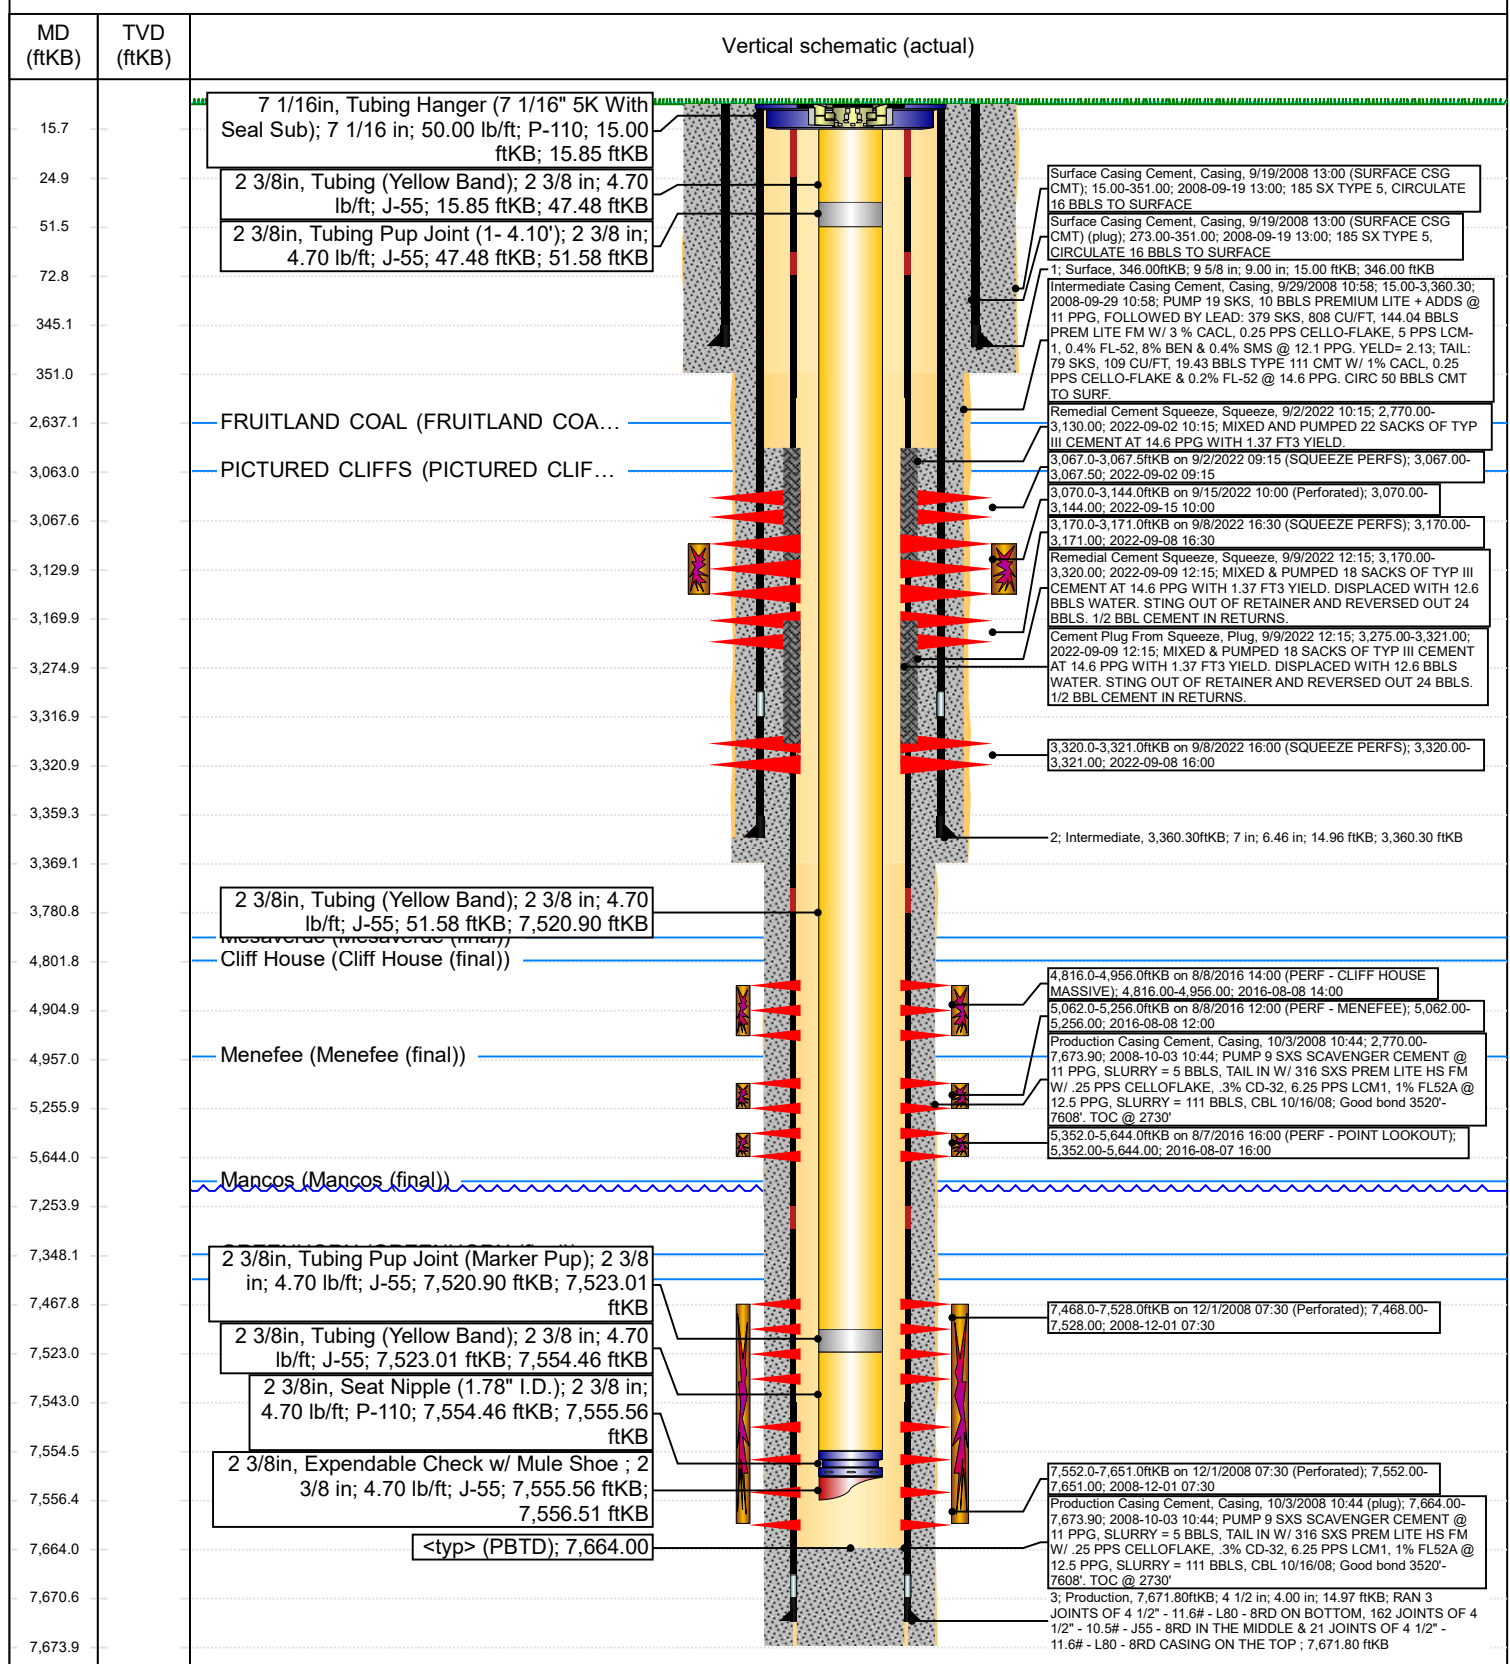 MD
(ftKB)
TVD
(ftKB)
Vertical schematic (actual)
15.7
24.9
51.5
72.8
345.1
351.0
2,637.1
3,063.0
3,067.6
3,129.9
3,169.9
3,274.9
3,316.9
3,320.9
3,359.3
3,369.1
3,780.8
4,801.8
4,904.9
4,957.0
5,255.9
5,644.0
7,253.9
7,348.1
7,467.8
7,523.0
7,543.0
7,554.5
7,556.4
7,664.0
7,670.6
7,673.9
7 1/16in, Tubing Hanger (7 1/16" 5K With
Seal Sub); 7 1/16 in; 50.00 lb/ft; P-110; 15.00
ftKB; 15.85 ftKB
2 3/8in, Tubing (Yellow Band); 2 3/8 in; 4.70
lb/ft; J-55; 15.85 ftKB; 47.48 ftKB
2 3/8in, Tubing Pup Joint (1- 4.10'); 2 3/8 in;
4.70 lb/ft; J-55; 47.48 ftKB; 51.58 ftKB
FRUITLAND COAL (FRUITLAND COA…
PICTURED CLIFFS (PICTURED CLIF…
2 3/8in, Tubing (Yellow Band); 2 3/8 in; 4.70
lb/ft; J-55; 51.58 ftKB; 7,520.90 ftKB
Mesaverde (Mesaverde (final))
Cliff House (Cliff House (final))
Menefee (Menefee (final))
Mancos (Mancos (final))
GREENHORN (GREENHORN (final))
2 3/8in, Tubing Pup Joint (Marker Pup); 2 3/8
in; 4.70 lb/ft; J-55; 7,520.90 ftKB; 7,523.01
ftKB
2 3/8in, Tubing (Yellow Band); 2 3/8 in; 4.70
lb/ft; J-55; 7,523.01 ftKB; 7,554.46 ftKB
2 3/8in, Seat Nipple (1.78" I.D.); 2 3/8 in;
4.70 lb/ft; P-110; 7,554.46 ftKB; 7,555.56
ftKB
2 3/8in, Expendable Check w/ Mule Shoe ; 2
3/8 in; 4.70 lb/ft; J-55; 7,555.56 ftKB;
7,556.51 ftKB
<typ> (PBTD); 7,664.00
Surface Casing Cement, Casing, 9/19/2008 13:00 (SURFACE CSG
CMT); 15.00-351.00; 2008-09-19 13:00; 185 SX TYPE 5, CIRCULATE
16 BBLS TO SURFACE
Surface Casing Cement, Casing, 9/19/2008 13:00 (SURFACE CSG
CMT) (plug); 273.00-351.00; 2008-09-19 13:00; 185 SX TYPE 5,
CIRCULATE 16 BBLS TO SURFACE
1; Surface, 346.00ftKB; 9 5/8 in; 9.00 in; 15.00 ftKB; 346.00 ftKB
Intermediate Casing Cement, Casing, 9/29/2008 10:58; 15.00-3,360.30;
2008-09-29 10:58; PUMP 19 SKS, 10 BBLS PREMIUM LITE + ADDS @
11 PPG, FOLLOWED BY LEAD: 379 SKS, 808 CU/FT, 144.04 BBLS
PREM LITE FM W/ 3 % CACL, 0.25 PPS CELLO-FLAKE, 5 PPS LCM-
1, 0.4% FL-52, 8% BEN & 0.4% SMS @ 12.1 PPG. YIELD= 2.13; TAIL:
79 SKS, 109 CU/FT, 19.43 BBLS TYPE 111 CMT W/ 1% CACL, 0.25
PPS CELLO-FLAKE & 0.2% FL-52 @ 14.6 PPG. CIRC 50 BBLS CMT
TO SURF.
Remedial Cement Squeeze, Squeeze, 9/2/2022 10:15; 2,770.00-
3,130.00; 2022-09-02 10:15; MIXED AND PUMPED 22 SACKS OF TYP
III CEMENT AT 14.6 PPG WITH 1.37 FT3 YIELD.
3,067.0-3,067.5ftKB on 9/2/2022 09:15 (SQUEEZE PERFS); 3,067.00-
3,067.50; 2022-09-02 09:15
3,070.0-3,144.0ftKB on 9/15/2022 10:00 (Perforated); 3,070.00-
3,144.00; 2022-09-15 10:00
3,170.0-3,171.0ftKB on 9/8/2022 16:30 (SQUEEZE PERFS); 3,170.00-
3,171.00; 2022-09-08 16:30
Remedial Cement Squeeze, Squeeze, 9/9/2022 12:15; 3,170.00-
3,320.00; 2022-09-09 12:15; MIXED & PUMPED 18 SACKS OF TYP III
CEMENT AT 14.6 PPG WITH 1.37 FT3 YIELD. DISPLACED WITH 12.6
BBLS WATER. STING OUT OF RETAINER AND REVERSED OUT 24
BBLS. 1/2 BBL CEMENT IN RETURNS.
Cement Plug From Squeeze, Plug, 9/9/2022 12:15; 3,275.00-3,321.00;
2022-09-09 12:15; MIXED & PUMPED 18 SACKS OF TYP III CEMENT
AT 14.6 PPG WITH 1.37 FT3 YIELD. DISPLACED WITH 12.6 BBLS
WATER. STING OUT OF RETAINER AND REVERSED OUT 24 BBLS.
1/2 BBL CEMENT IN RETURNS.
3,320.0-3,321.0ftKB on 9/8/2022 16:00 (SQUEEZE PERFS); 3,320.00-
3,321.00; 2022-09-08 16:00
2; Intermediate, 3,360.30ftKB; 7 in; 6.46 in; 14.96 ftKB; 3,360.30 ftKB
4,816.0-4,956.0ftKB on 8/8/2016 14:00 (PERF - CLIFF HOUSE
MASSIVE); 4,816.00-4,956.00; 2016-08-08 14:00
5,062.0-5,256.0ftKB on 8/8/2016 12:00 (PERF - MENEFEE); 5,062.00-
5,256.00; 2016-08-08 12:00
Production Casing Cement, Casing, 10/3/2008 10:44; 2,770.00-
7,673.90; 2008-10-03 10:44; PUMP 9 SXS SCAVENGER CEMENT @
11 PPG, SLURRY = 5 BBLS, TAIL IN W/ 316 SXS PREM LITE HS FM
W/ .25 PPS CELLOFLAKE, .3% CD-32, 6.25 PPS LCM1, 1% FL52A @
12.5 PPG, SLURRY = 111 BBLS, CBL 10/16/08; Good bond 3520'-
7608'. TOC @ 2730'
5,352.0-5,644.0ftKB on 8/7/2016 16:00 (PERF - POINT LOOKOUT);
5,352.00-5,644.00; 2016-08-07 16:00
7,468.0-7,528.0ftKB on 12/1/2008 07:30 (Perforated); 7,468.00-
7,528.00; 2008-12-01 07:30
7,552.0-7,651.0ftKB on 12/1/2008 07:30 (Perforated); 7,552.00-
7,651.00; 2008-12-01 07:30
Production Casing Cement, Casing, 10/3/2008 10:44 (plug); 7,664.00-
7,673.90; 2008-10-03 10:44; PUMP 9 SXS SCAVENGER CEMENT @
11 PPG, SLURRY = 5 BBLS, TAIL IN W/ 316 SXS PREM LITE HS FM
W/ .25 PPS CELLOFLAKE, .3% CD-32, 6.25 PPS LCM1, 1% FL52A @
12.5 PPG, SLURRY = 111 BBLS, CBL 10/16/08; Good bond 3520'-
7608'. TOC @ 2730'
3; Production, 7,671.80ftKB; 4 1/2 in; 4.00 in; 14.97 ftKB; RAN 3
JOINTS OF 4 1/2" - 11.6# - L80 - 8RD ON BOTTOM, 162 JOINTS OF 4
1/2" - 10.5# - J55 - 8RD IN THE MIDDLE & 21 JOINTS OF 4 1/2" -
11.6# - L80 - 8RD CASING ON THE TOP ; 7,671.80 ftKB